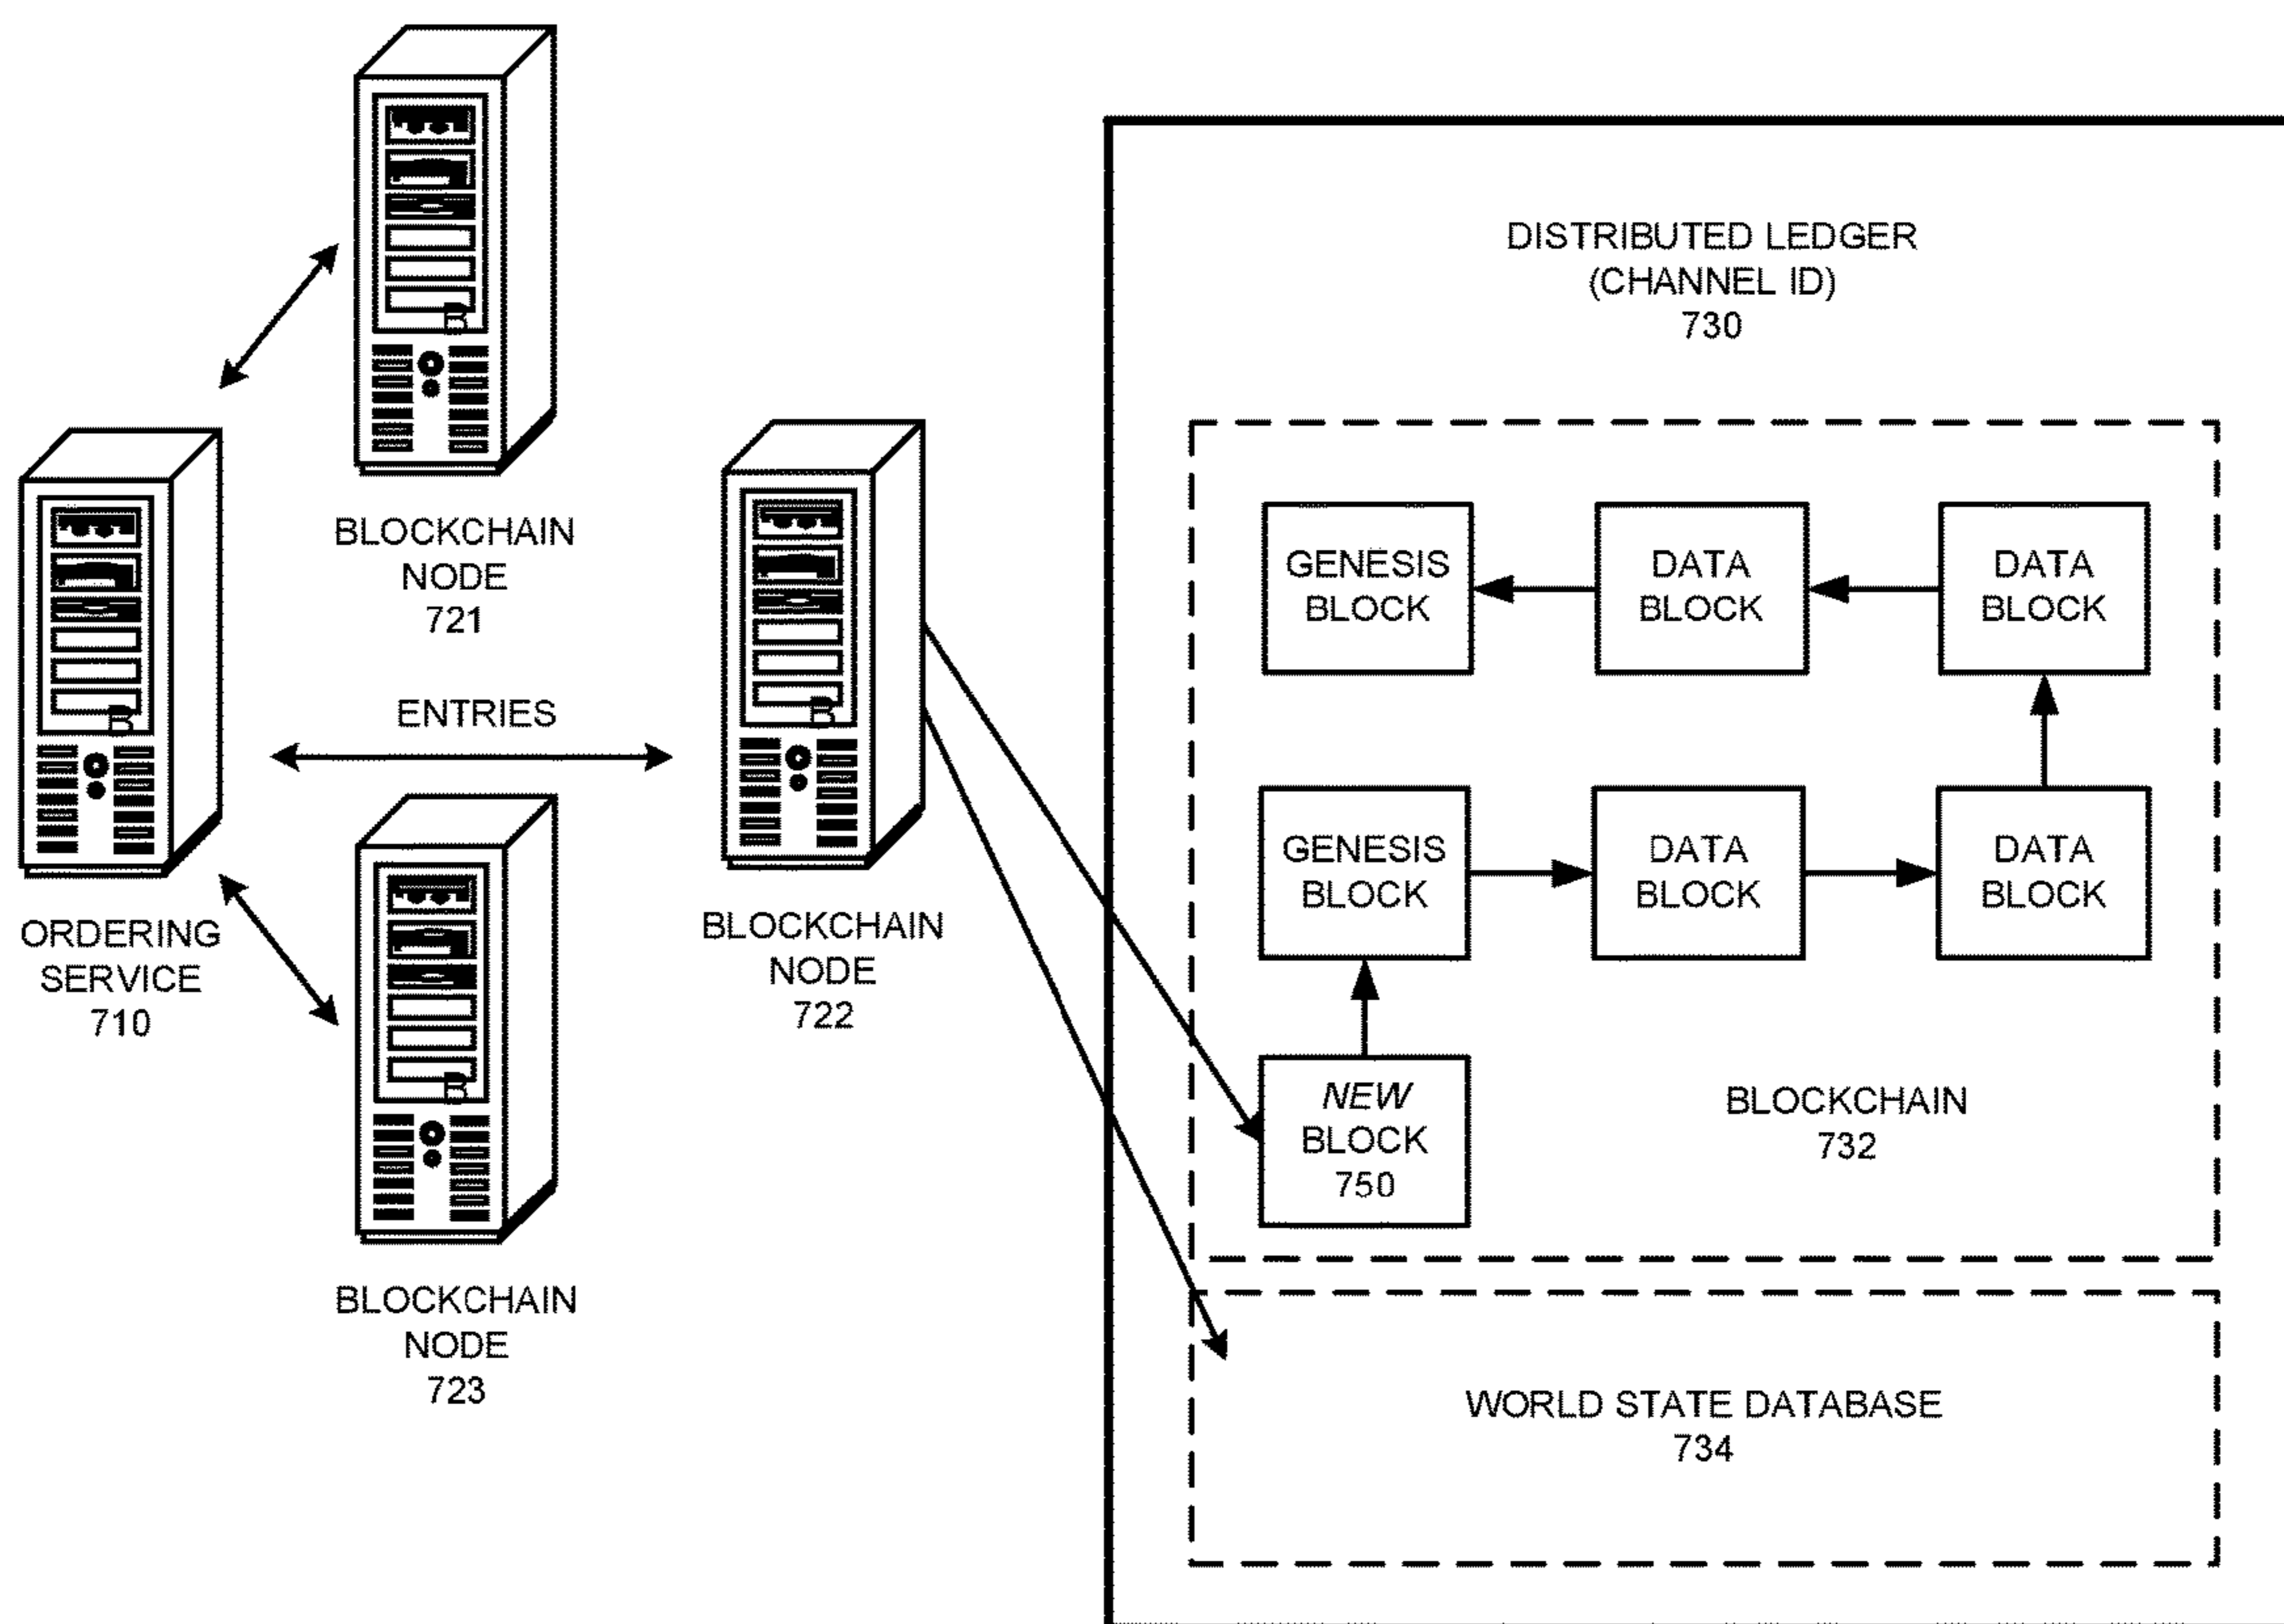 DISTRIBUTED LEDGER
(CHANNEL ID)
730
BLOCKCHAIN
NODE
721
ENTRIES
ORDERING
SERVICE
710
BLOCKCHAIN
NODE
722
BLOCKCHAIN
NODE
723
GENESIS
BLOCK
DATA
BLOCK
DATA
BLOCK
GENESIS
BLOCK
DATA
BLOCK
DATA
BLOCK
NEW
BLOCK
750
BLOCKCHAIN
732
WORLD STATE DATABASE
734
B
B
B
B